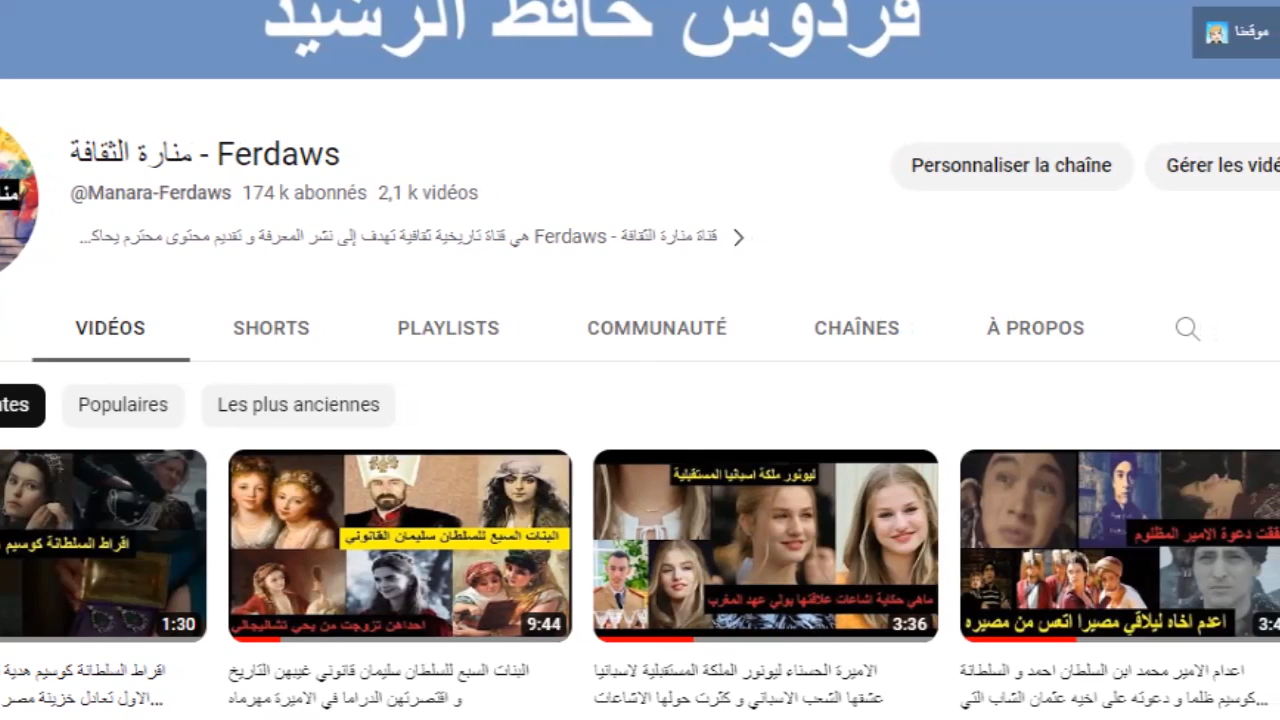 فردوس حافظ الرشيد
موقعنا
منارة الثقافة - Ferdaws
@Manara-Ferdaws 174 k abonnés 2,1 k vidéos
قناة منارة الثقافة - Ferdaws هي قناة تاريخية ثقافية تهدف إلى نشر المعرفة و تقديم محتوى محترم يحاكـ...
Personnaliser la chaîne
Gérer les vidé
VIDÉOS SHORTS PLAYLISTS COMMUNAUTÉ CHAÎNES À PROPOS
Populaires
Les plus anciennes
اقراط السلطانة كوسيم
1:30
البنات السبع للسلطان سليمان القانوني
احداهن تزوجت من يحي تشاليجالي
9:44
ليونور ملكة اسبانيا المستقبلية
ماهي حكاية اشاعات علاقتها بولي عهد المغرب
3:36
دعوة الامير المظلوم
اعدم اخاه ليلاقي مصيرا اتعس من مصيره
3:4
اقراط السلطانة كوسيم هدية
الاول تعادل خزينة مصر...
البنات السبع للسلطان سليمان قانوني غيبهن التاريخ
و اقتصرتهن الدراما في الاميرة مهرماه
الاميرة الحسناء ليونور الملكة المستقبلية لاسبانيا
عشقها الشعب الاسباني و كثرت حولها الاشاعات
اعدام الامير محمد ابن السلطان احمد و السلطانة
كوسيم ظلما و دعوته على اخيه عثمان الشاب التي...